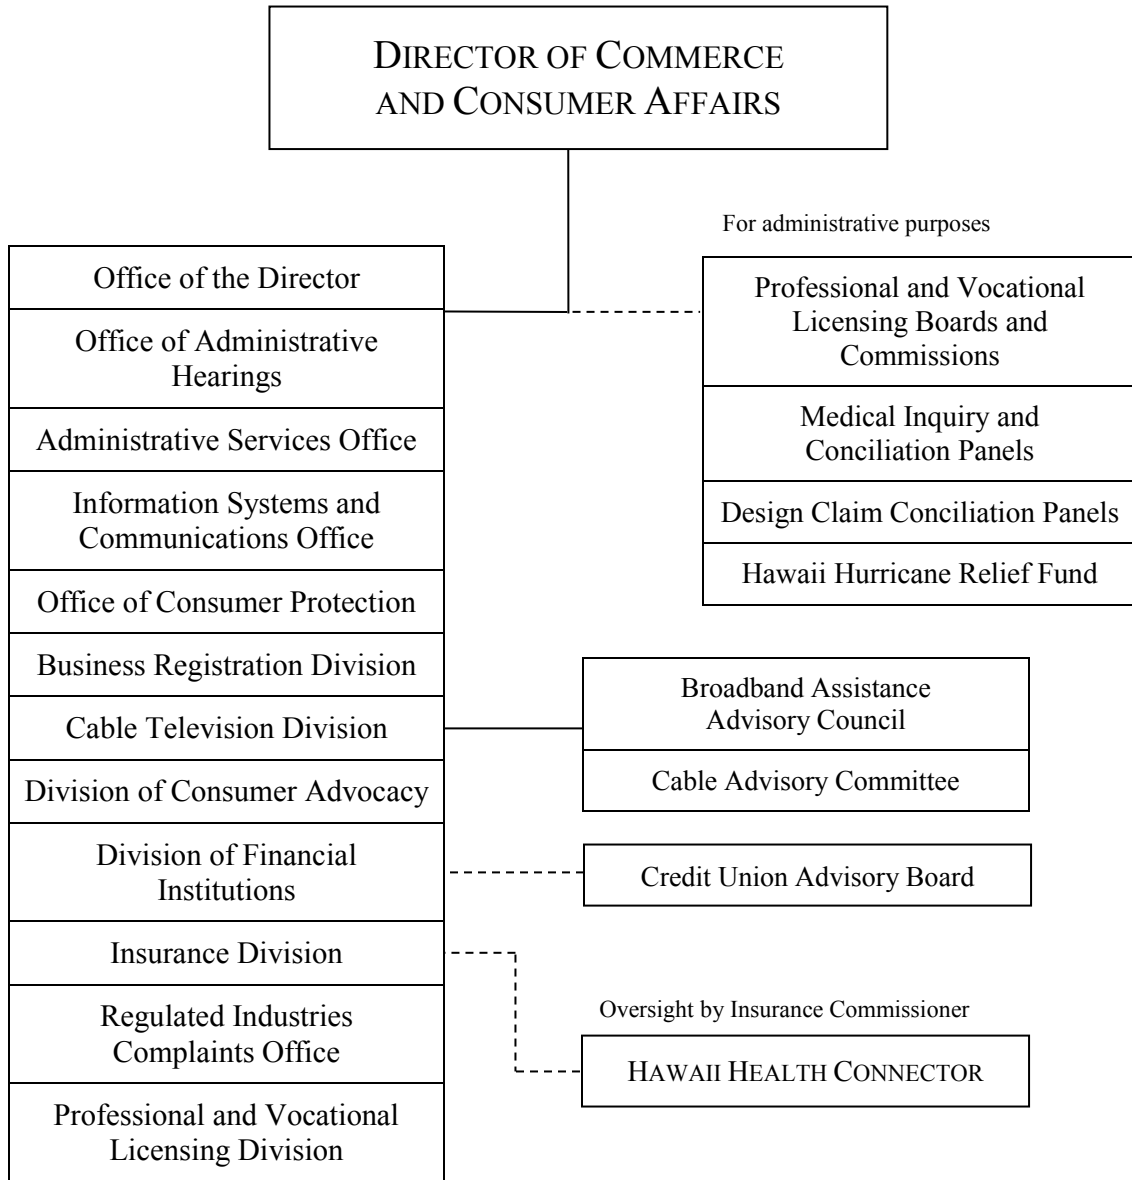 DIRECTOR OF COMMERCE
AND CONSUMER AFFAIRS
For administrative purposes
Office of the Director
Office of Administrative
Hearings
Administrative Services Office
Information Systems and
Communications Office
Office of Consumer Protection
Business Registration Division
Cable Television Division
Division of Consumer Advocacy
Division of Financial
Institutions
Insurance Division
Regulated Industries
Complaints Office
Professional and Vocational
Licensing Division
Professional and Vocational
Licensing Boards and
Commissions
Medical Inquiry and
Conciliation Panels
Design Claim Conciliation Panels
Hawaii Hurricane Relief Fund
Broadband Assistance
Advisory Council
Cable Advisory Committee
Credit Union Advisory Board
Oversight by Insurance Commissioner
HAWAII HEALTH CONNECTOR